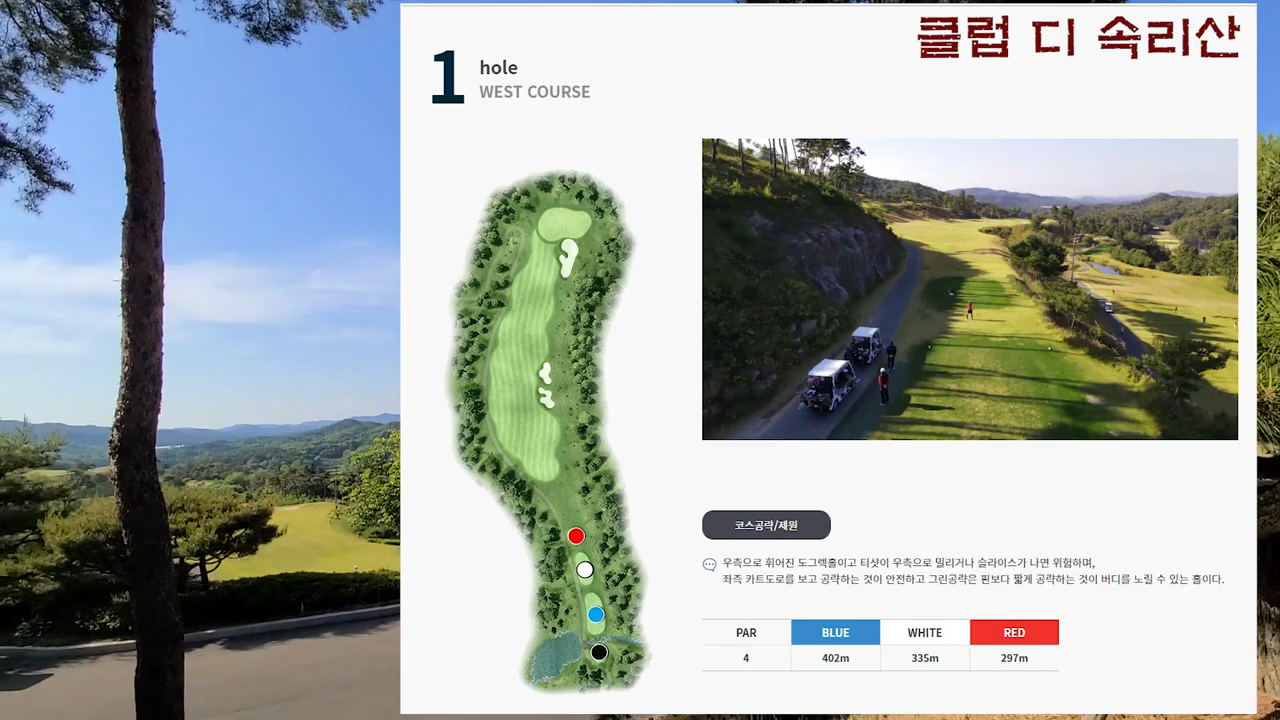 클럽 디 속리산
1
hole
WEST COURSE
코스공략/제원
우측으로 휘어진 도그렉홀이고 티샷이 우측으로 밀리거나 슬라이스가 나면 위험하며,
좌측 카트도로를 보고 공략하는 것이 안전하고 그린공략은 핀보다 짧게 공략하는 것이 버디를 노릴 수 있는 홀이다.
PAR BLUE WHITE RED
4 402m 335m 297m